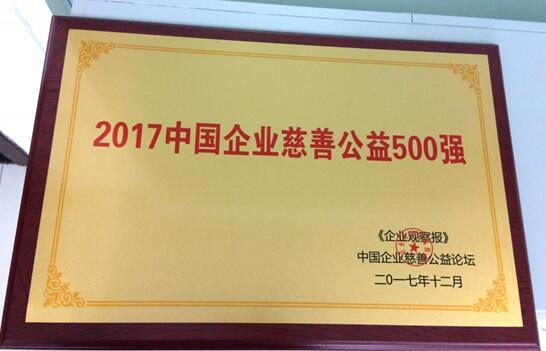 2017中国企业慈善公益500强
《企业观察报》
中国企业慈善公益论坛
二〇一七年十二月